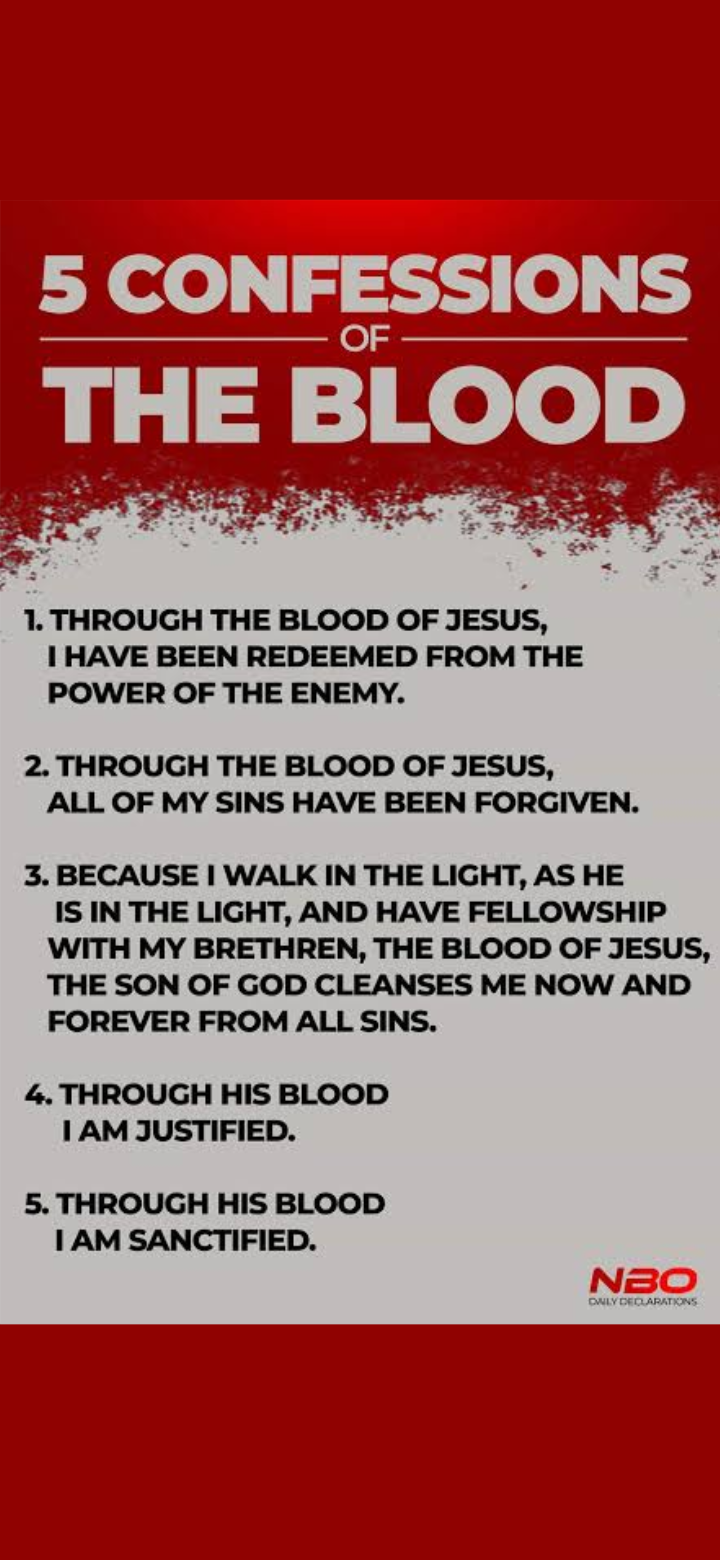 5 CONFESSIONS
OF
THE BLOOD
1. THROUGH THE BLOOD OF JESUS,
I HAVE BEEN REDEEMED FROM THE
POWER OF THE ENEMY.
2. THROUGH THE BLOOD OF JESUS,
ALL OF MY SINS HAVE BEEN FORGIVEN.
3. BECAUSE I WALK IN THE LIGHT, AS HE
IS IN THE LIGHT, AND HAVE FELLOWSHIP
WITH MY BRETHREN, THE BLOOD OF JESUS,
THE SON OF GOD CLEANSES ME NOW AND
FOREVER FROM ALL SINS.
4. THROUGH HIS BLOOD
I AM JUSTIFIED.
5. THROUGH HIS BLOOD
I AM SANCTIFIED.
NBO
DAILY DECLARATIONS